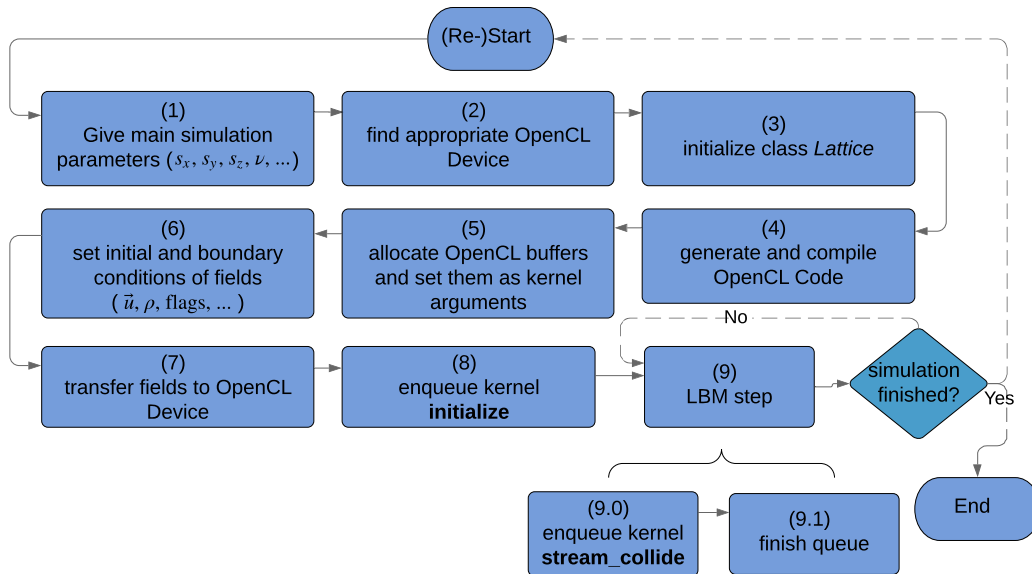 (Re-)Start
(1)
Give main simulation
parameters (sₓ, s_y, s_z, ν, ...)
(2)
find appropriate OpenCL
Device
(3)
initialize class Lattice
(6)
set initial and boundary
conditions of fields
( u⃗, ρ, flags, ... )
(5)
allocate OpenCL buffers
and set them as kernel
arguments
(4)
generate and compile
OpenCL Code
No
(7)
transfer fields to OpenCL
Device
(8)
enqueue kernel
initialize
(9)
LBM step
simulation
finished?
Yes
(9.0)
enqueue kernel
stream_collide
(9.1)
finish queue
End